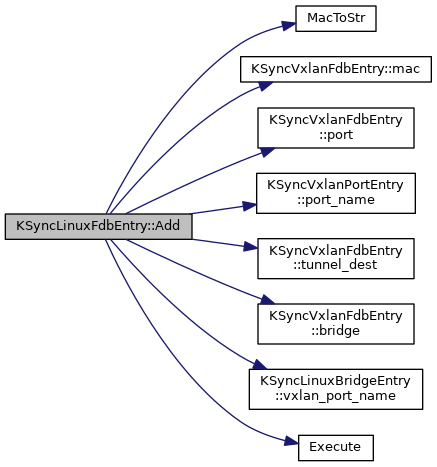 MacToStr
KSyncVxlanFdbEntry::mac
KSyncVxlanFdbEntry
::port
KSyncVxlanPortEntry
::port_name
KSyncLinuxFdbEntry::Add
KSyncVxlanFdbEntry
::tunnel_dest
KSyncVxlanFdbEntry
::bridge
KSyncLinuxBridgeEntry
::vxlan_port_name
Execute